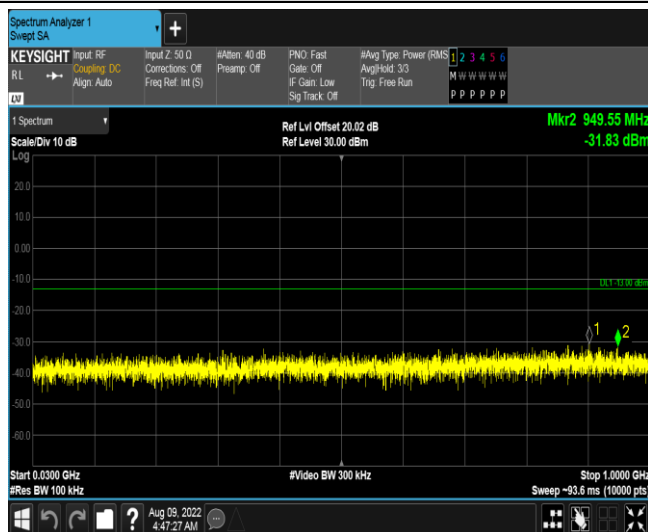 Spectrum Analyzer 1
Swept SA
KEYSIGHT
RL
LXI
Input: RF
Coupling: DC
Align: Auto
Input Z: 50 Ω
Corrections: Off
Freq Ref: Int (S)
#Atten: 40 dB
Preamp: Off
PNO: Fast
Gate: Off
IF Gain: Low
Sig Track: Off
#Avg Type: Power (RMS
Avg|Hold: 3/3
Trig: Free Run
1 2 3 4 5 6
M W W W W W
P P P P P P
1 Spectrum
Scale/Div 10 dB
Log
Ref Lvl Offset 20.02 dB
Ref Level 30.00 dBm
Mkr2 949.55 MHz
-31.83 dBm
20.0
10.0
0.00
-10.0
DL1 -13.00 dBm
1
2
-20.0
-30.0
-40.0
-50.0
-60.0
Start 0.0300 GHz
#Res BW 100 kHz
#Video BW 300 kHz
Stop 1.0000 GHz
Sweep ~93.6 ms (10000 pts)
?
Aug 09, 2022
4:47:27 AM